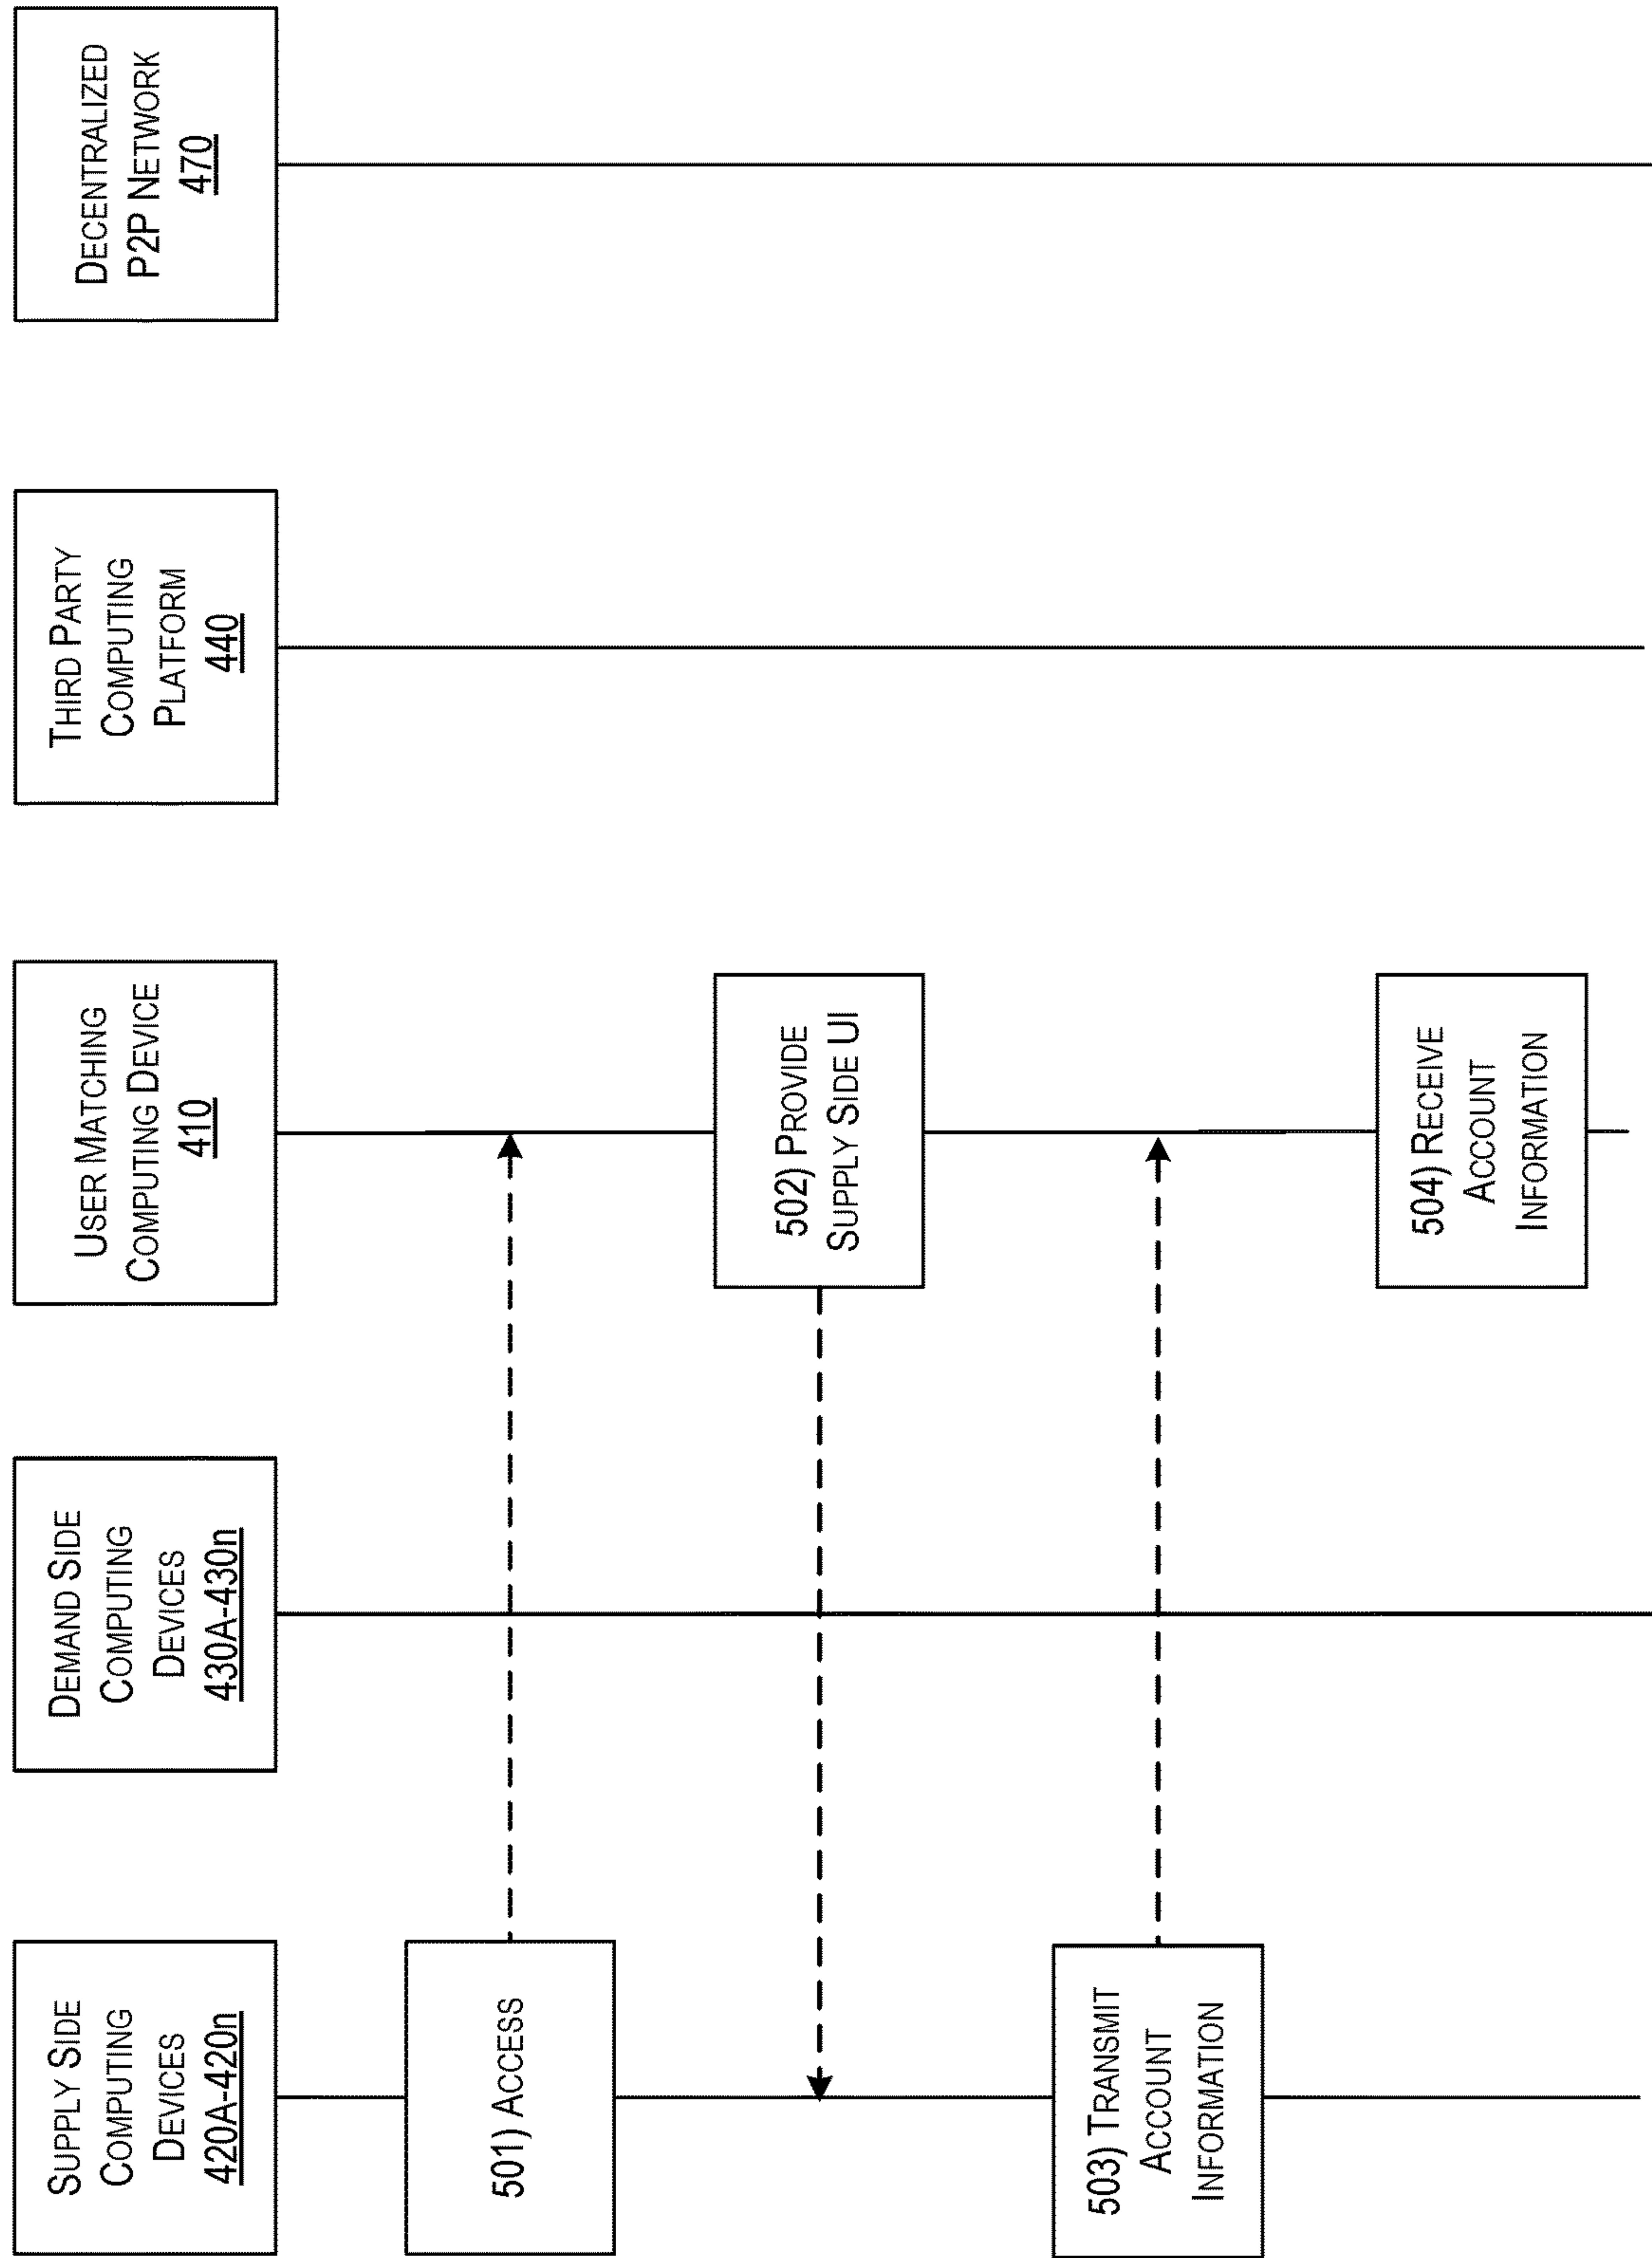 SUPPLY SIDE
COMPUTING
DEVICES
420A-420n
DEMAND SIDE
COMPUTING
DEVICES
430A-430n
USER MATCHING
COMPUTING DEVICE
410
THIRD PARTY
COMPUTING
PLATFORM
440
DECENTRALIZED
P2P NETWORK
470
501) ACCESS
502) PROVIDE
SUPPLY SIDE UI
503) TRANSMIT
ACCOUNT
INFORMATION
504) RECEIVE
ACCOUNT
INFORMATION